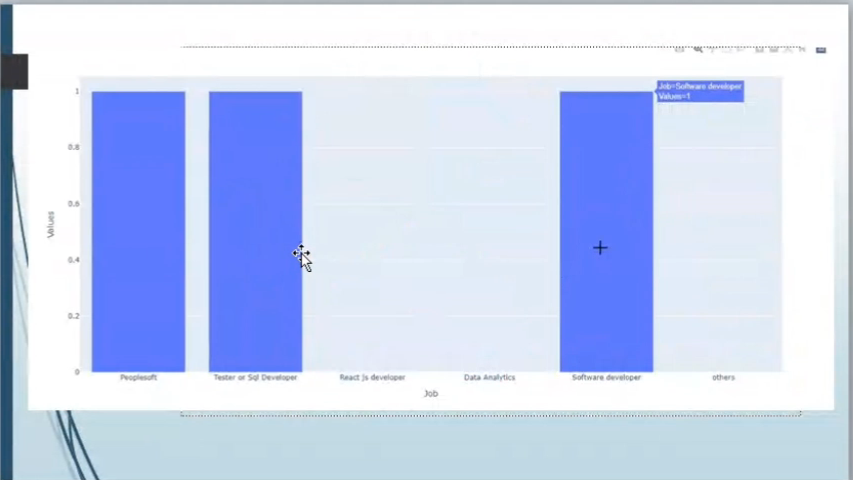 Job=Software developer
Values=1
1
0.8
0.6
0.4
0.2
0
Values
Peoplesoft
Tester or Sql Developer
React Js developer
Data Analytics
Software developer
others
Job